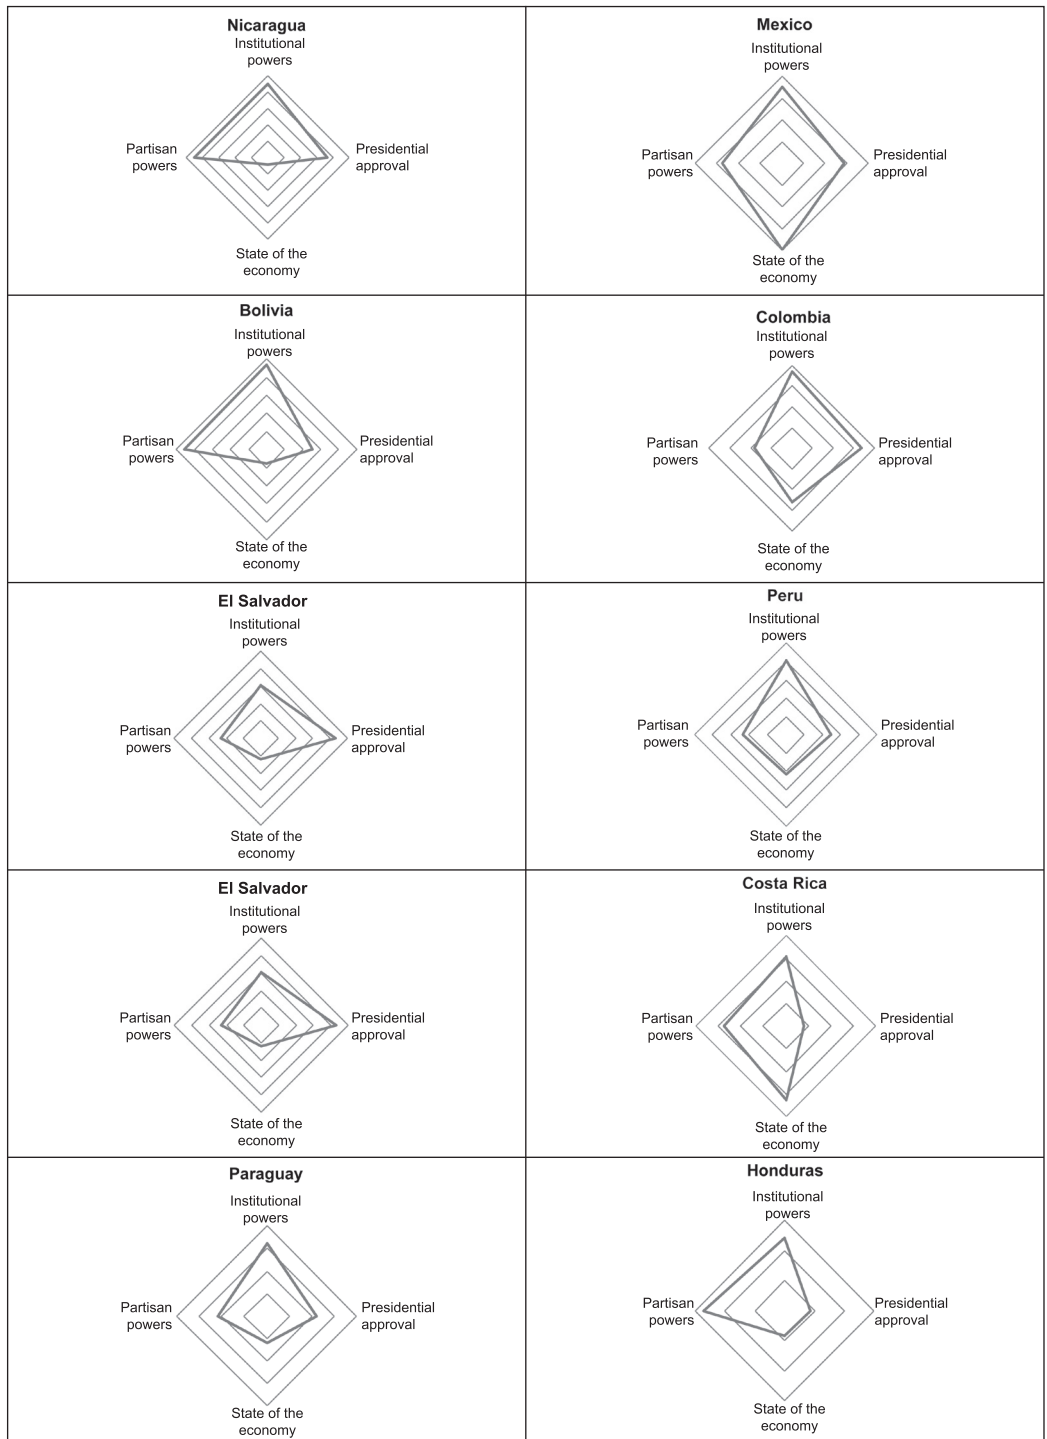 Nicaragua
Institutional
powers
Partisan
powers
Presidential
approval
State of the
economy
Mexico
Institutional
powers
Partisan
powers
Presidential
approval
State of the
economy
Bolivia
Institutional
powers
Partisan
powers
Presidential
approval
State of the
economy
Colombia
Institutional
powers
Partisan
powers
Presidential
approval
State of the
economy
El Salvador
Institutional
powers
Partisan
powers
Presidential
approval
State of the
economy
Peru
Institutional
powers
Partisan
powers
Presidential
approval
State of the
economy
El Salvador
Institutional
powers
Partisan
powers
Presidential
approval
State of the
economy
Costa Rica
Institutional
powers
Partisan
powers
Presidential
approval
State of the
economy
Paraguay
Institutional
powers
Partisan
powers
Presidential
approval
State of the
economy
Honduras
Institutional
powers
Partisan
powers
Presidential
approval
State of the
economy